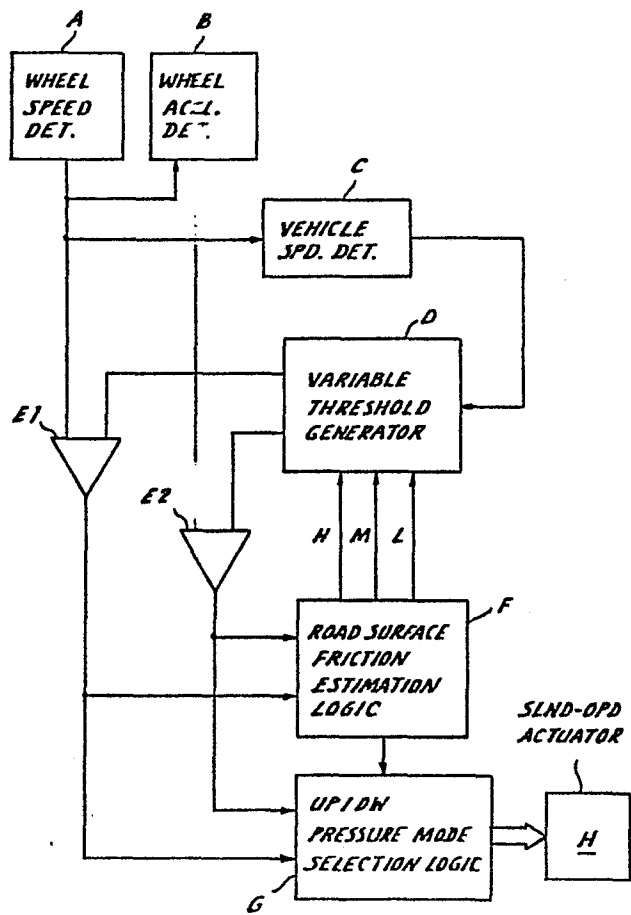 A
B
WHEEL
SPEED
DET.
WHEEL
C
VEHICLE
SPD. DET.
D
VARIABLE
THRESHOLD
GENERATOR
E1
E2
H M L
F
ROAD SURFACE
FRICTION
ESTIMATION
LOGIC
SLND-OPD
ACTUATOR
UP/DW
PRESSURE MODE
SELECTION LOGIC
H
G